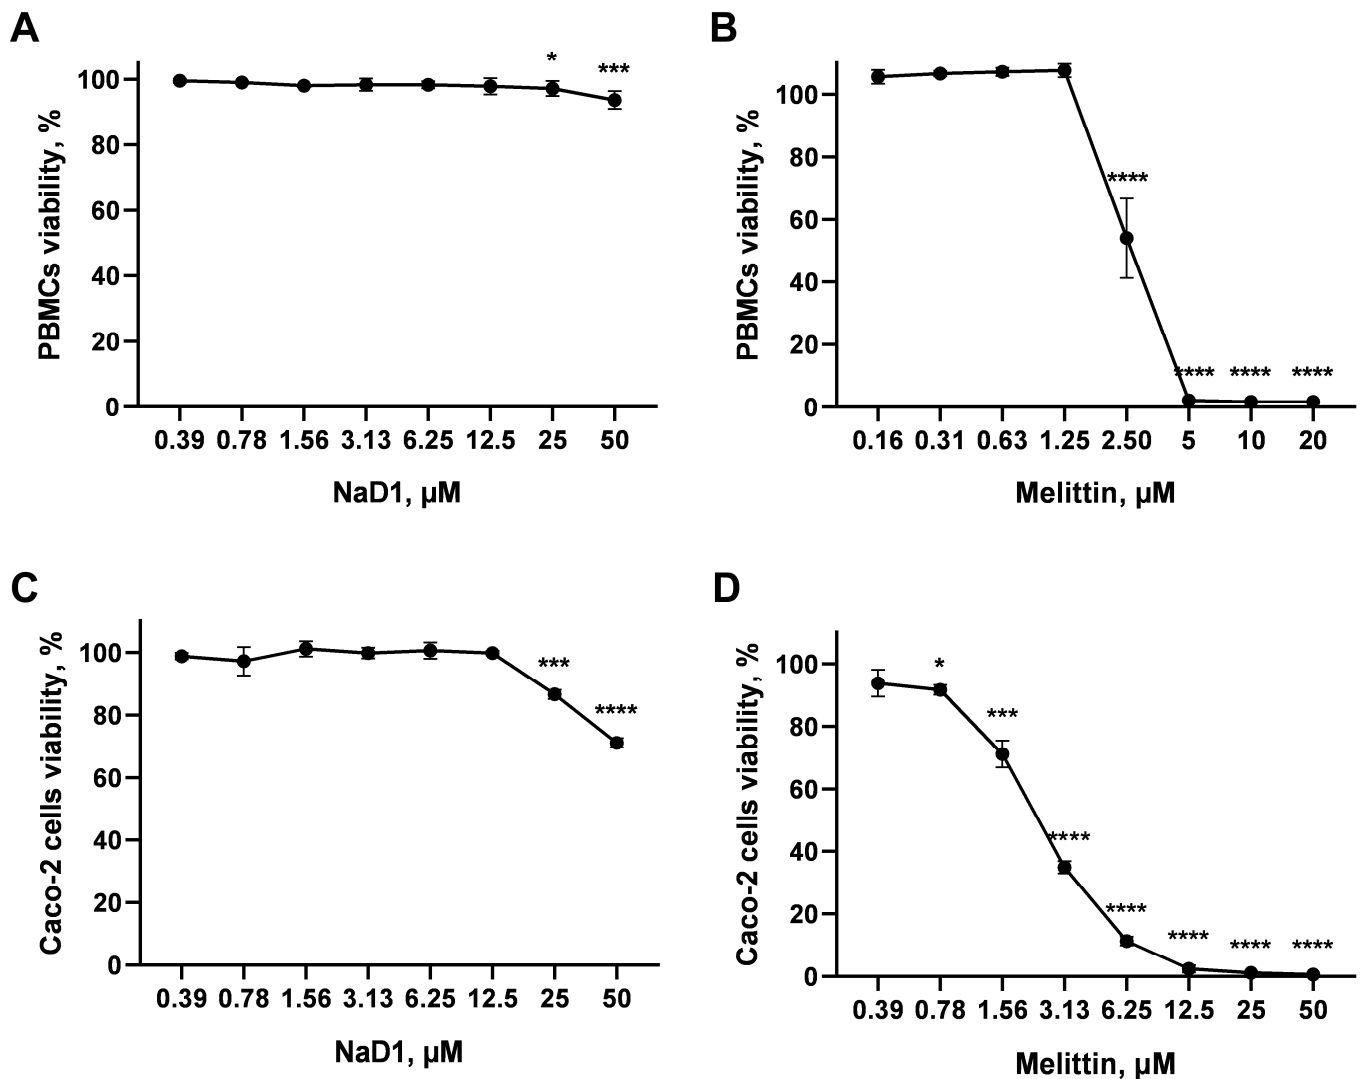 A
PBMCs viability, %
100
80
60
40
20
0
* ***
0.39 0.78 1.56 3.13 6.25 12.5 25 50
NaD1, µM
B
PBMCs viability, %
100
80
60
40
20
0
****
**** **** ****
0.16 0.31 0.63 1.25 2.50 5 10 20
Melittin, µM
C
Caco-2 cells viability, %
100
80
60
40
20
0
***
****
0.39 0.78 1.56 3.13 6.25 12.5 25 50
NaD1, µM
D
Caco-2 cells viability, %
100
80
60
40
20
0
*
***
****
****
****
**** ****
0.39 0.78 1.56 3.13 6.25 12.5 25 50
Melittin, µM